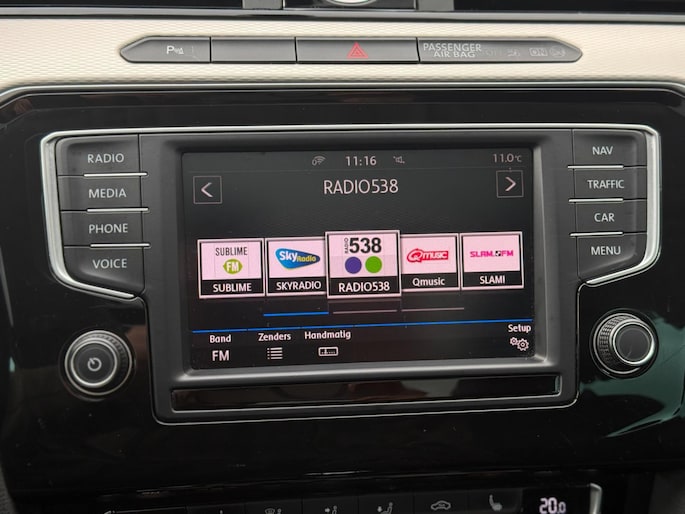 P
PASSENGER
AIR BAG
ON
RADIO
MEDIA
PHONE
VOICE
11:16
11.0°C
RADIO538
SUBLIME
FM
SUBLIME
Sky Radio
SKYRADIO
RADIO
538
RADIO538
Qmusic
Qmusic
SLAM.FM
SLAM!
Band
Zenders
Handmatig
Setup
FM
NAV
TRAFFIC
CAR
MENU
20.0